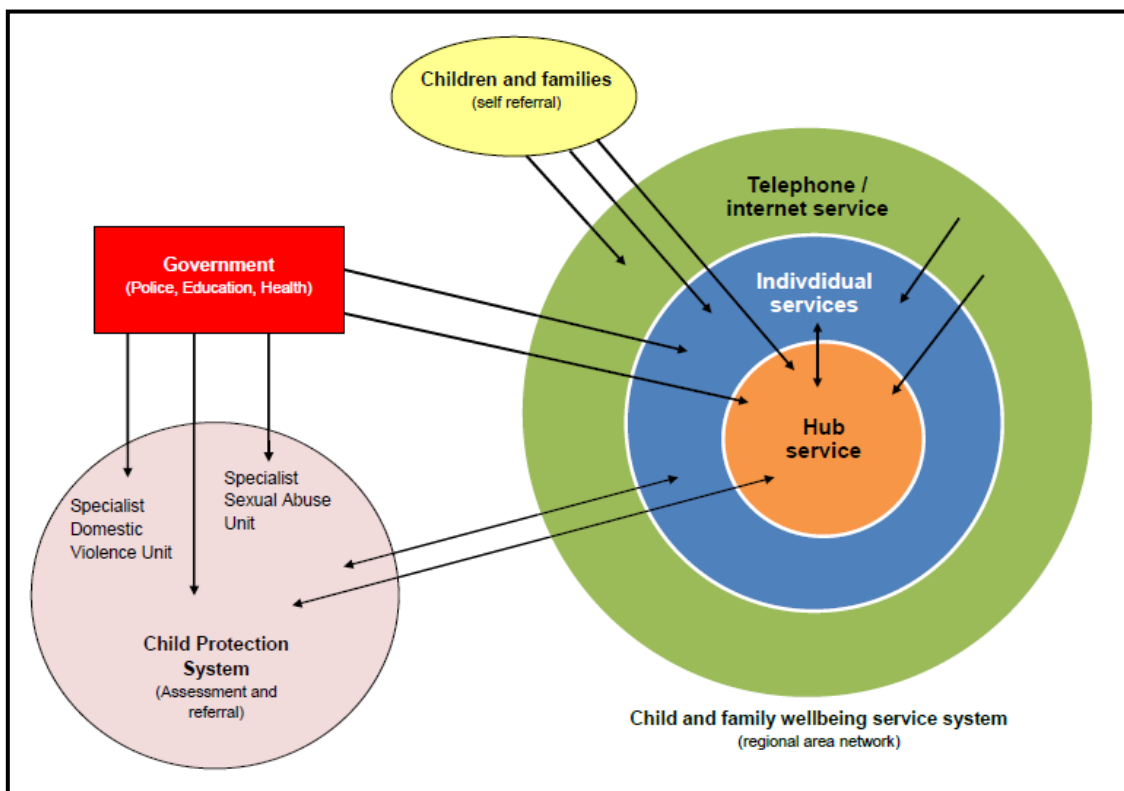 Children and families
(self referral)
Telephone /
internet service
Government
(Police, Education, Health)
Indivdidual
services
Hub
service
Specialist
Domestic
Violence Unit
Specialist
Sexual Abuse
Unit
Child Protection
System
(Assessment and
referral)
Child and family wellbeing service system
(regional area network)